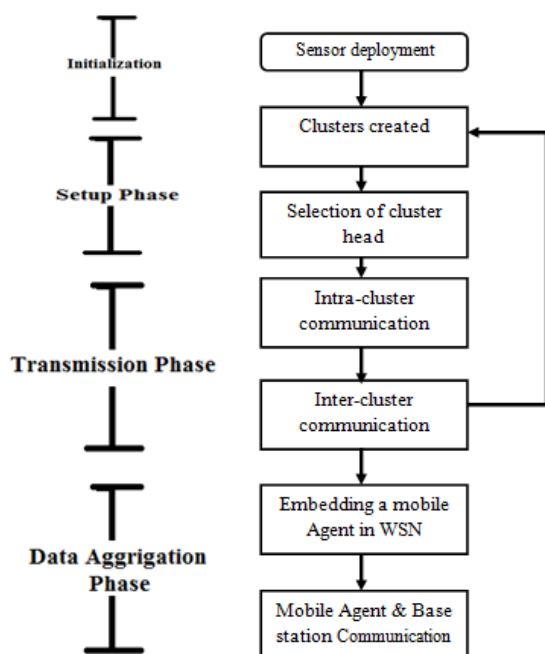 Initialization
Sensor deployment
Clusters created
Setup Phase
Selection of cluster
head
Transmission Phase
Intra-cluster
communication
Inter-cluster
communication
Data Aggrigation
Phase
Embedding a mobile
Agent in WSN
Mobile Agent & Base
station Communication